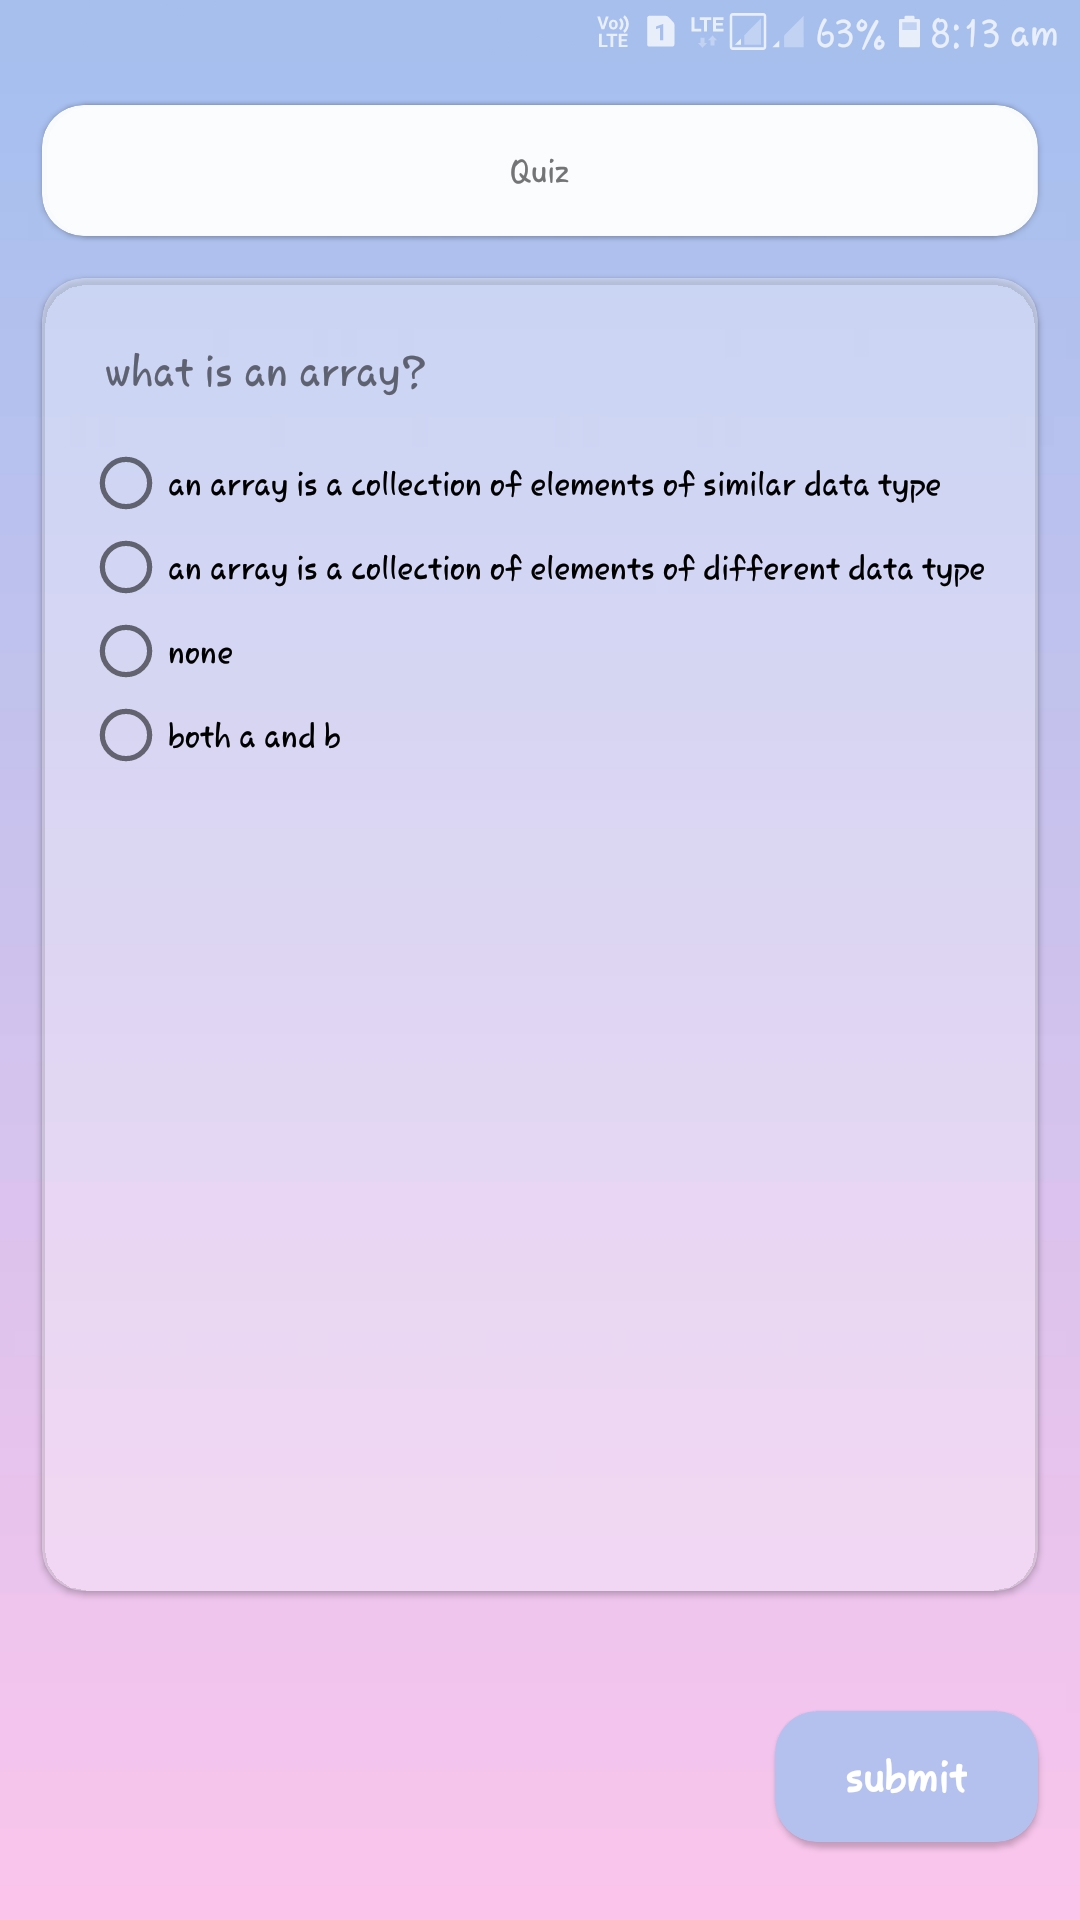 Vo)) LTE 1 LTE 63% 8:13 am
Quiz
what is an array?
an array is a collection of elements of similar data type
an array is a collection of elements of different data type
none
both a and b
submit